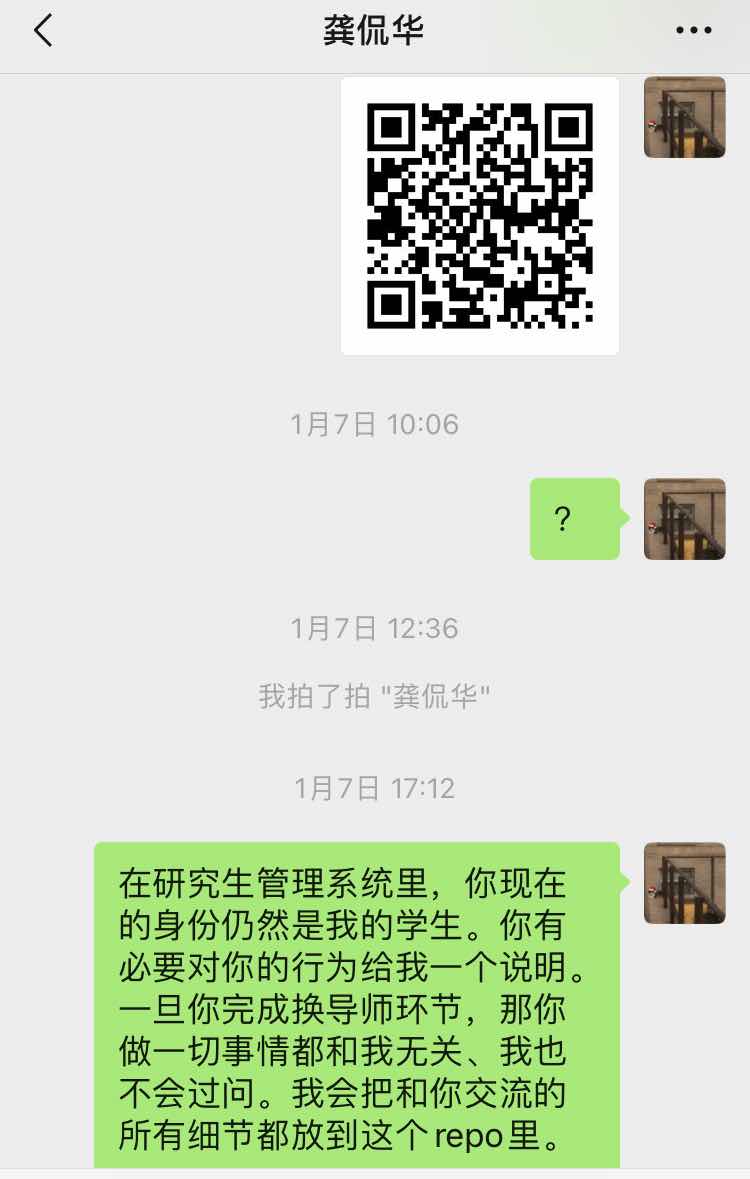 龚侃华
1月7日 10:06
？
1月7日 12:36
我拍了拍 "龚侃华"
1月7日 17:12
在研究生管理系统里，你现在
的身份仍然是我的学生。你有
必要对你的行为给我一个说明。
一旦你完成换导师环节，那你
做一切事情都和我无关、我也
不会过问。我会把和你交流的
所有细节都放到这个repo里。